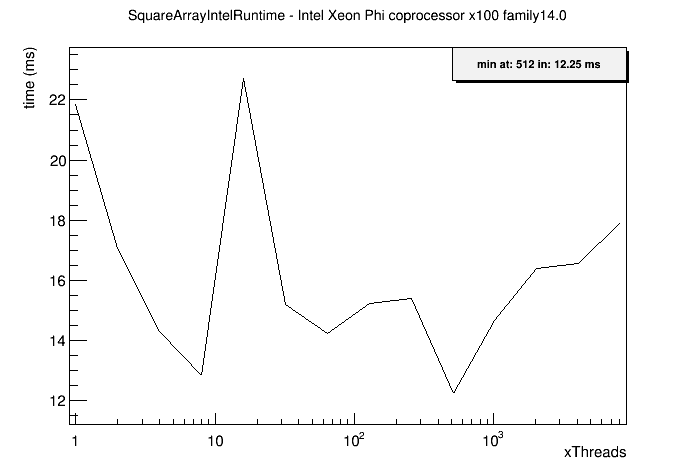 SquareArrayIntelRuntime - Intel Xeon Phi coprocessor x100 family14.0
time (ms)
min at: 512 in: 12.25 ms
22
20
18
16
14
12
1
10
10²
10³
xThreads